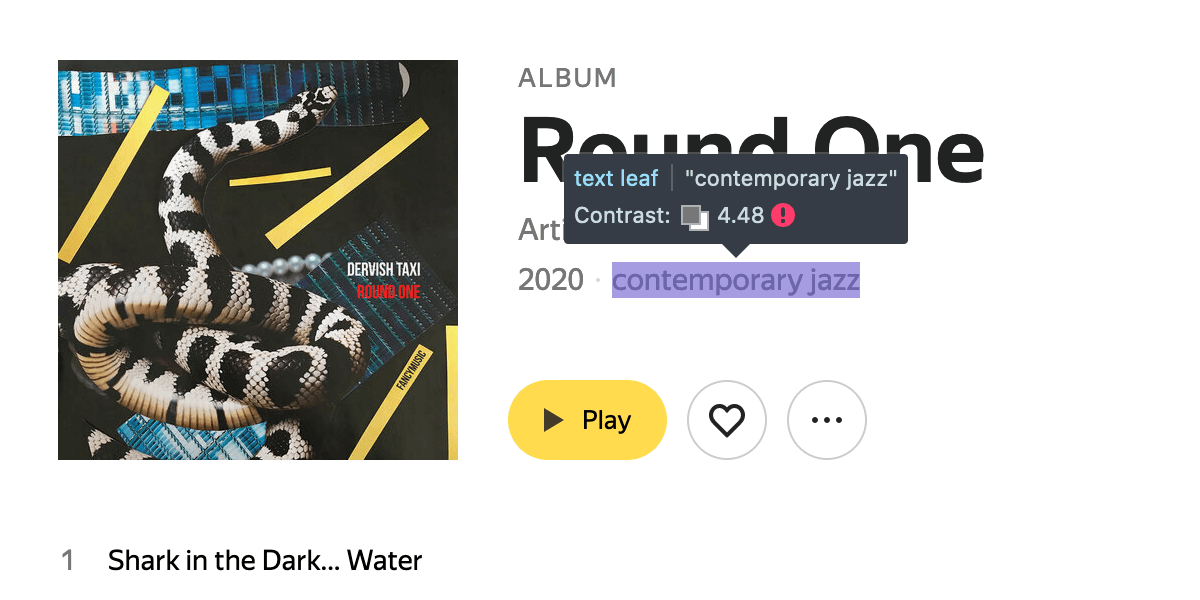 ALBUM
Round One
text leaf "contemporary jazz"
Contrast: 4.48
Arti
2020 · contemporary jazz
DERVISH TAXI
ROUND ONE
FANCYMUSIC
Play
1 Shark in the Dark... Water